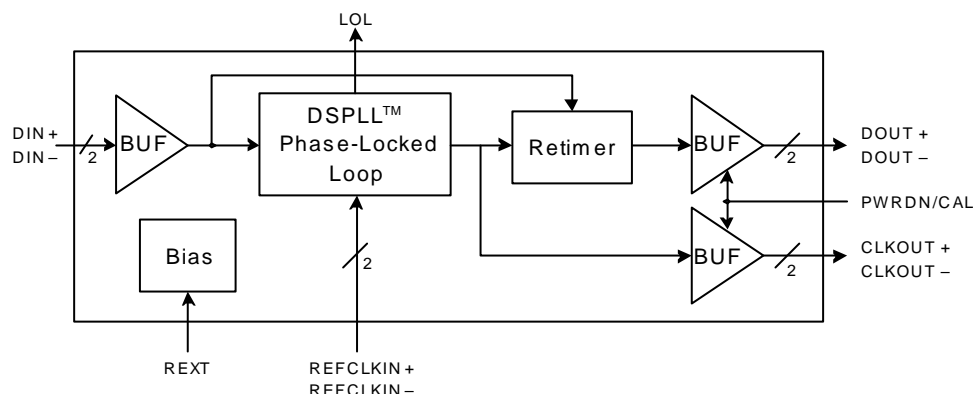 LOL
DSPLL™
Phase-Locked
Loop
BUF
DIN+
DIN–
2
Retimer
BUF
2
DOUT+
DOUT–
PWRDN/CAL
Bias
2
BUF
2
CLKOUT+
CLKOUT–
REXT
REFCLKIN+
REFCLKIN–